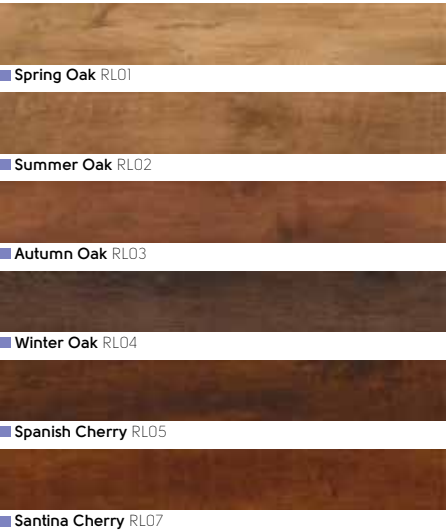 Spring Oak RL01
Summer Oak RL02
Autumn Oak RL03
Winter Oak RL04
Spanish Cherry RL05
Santina Cherry RL07